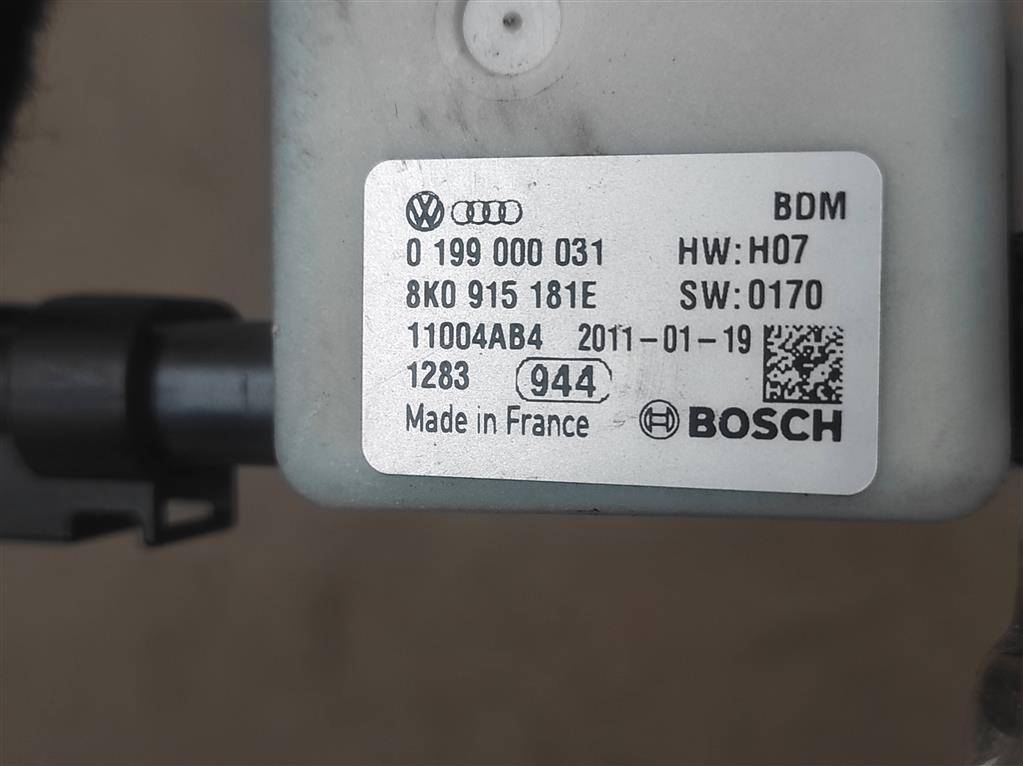 BDM
0 199 000 031 HW:H07
8K0 915 181E SW:0170
11004AB4 2011-01-19
1283 944
Made in France BOSCH